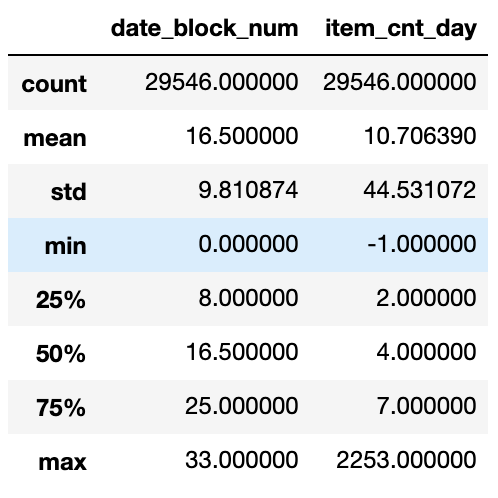 date_block_num item_cnt_day
count 29546.000000 29546.000000
mean 16.500000 10.706390
std 9.810874 44.531072
min 0.000000 -1.000000
25% 8.000000 2.000000
50% 16.500000 4.000000
75% 25.000000 7.000000
max 33.000000 2253.000000